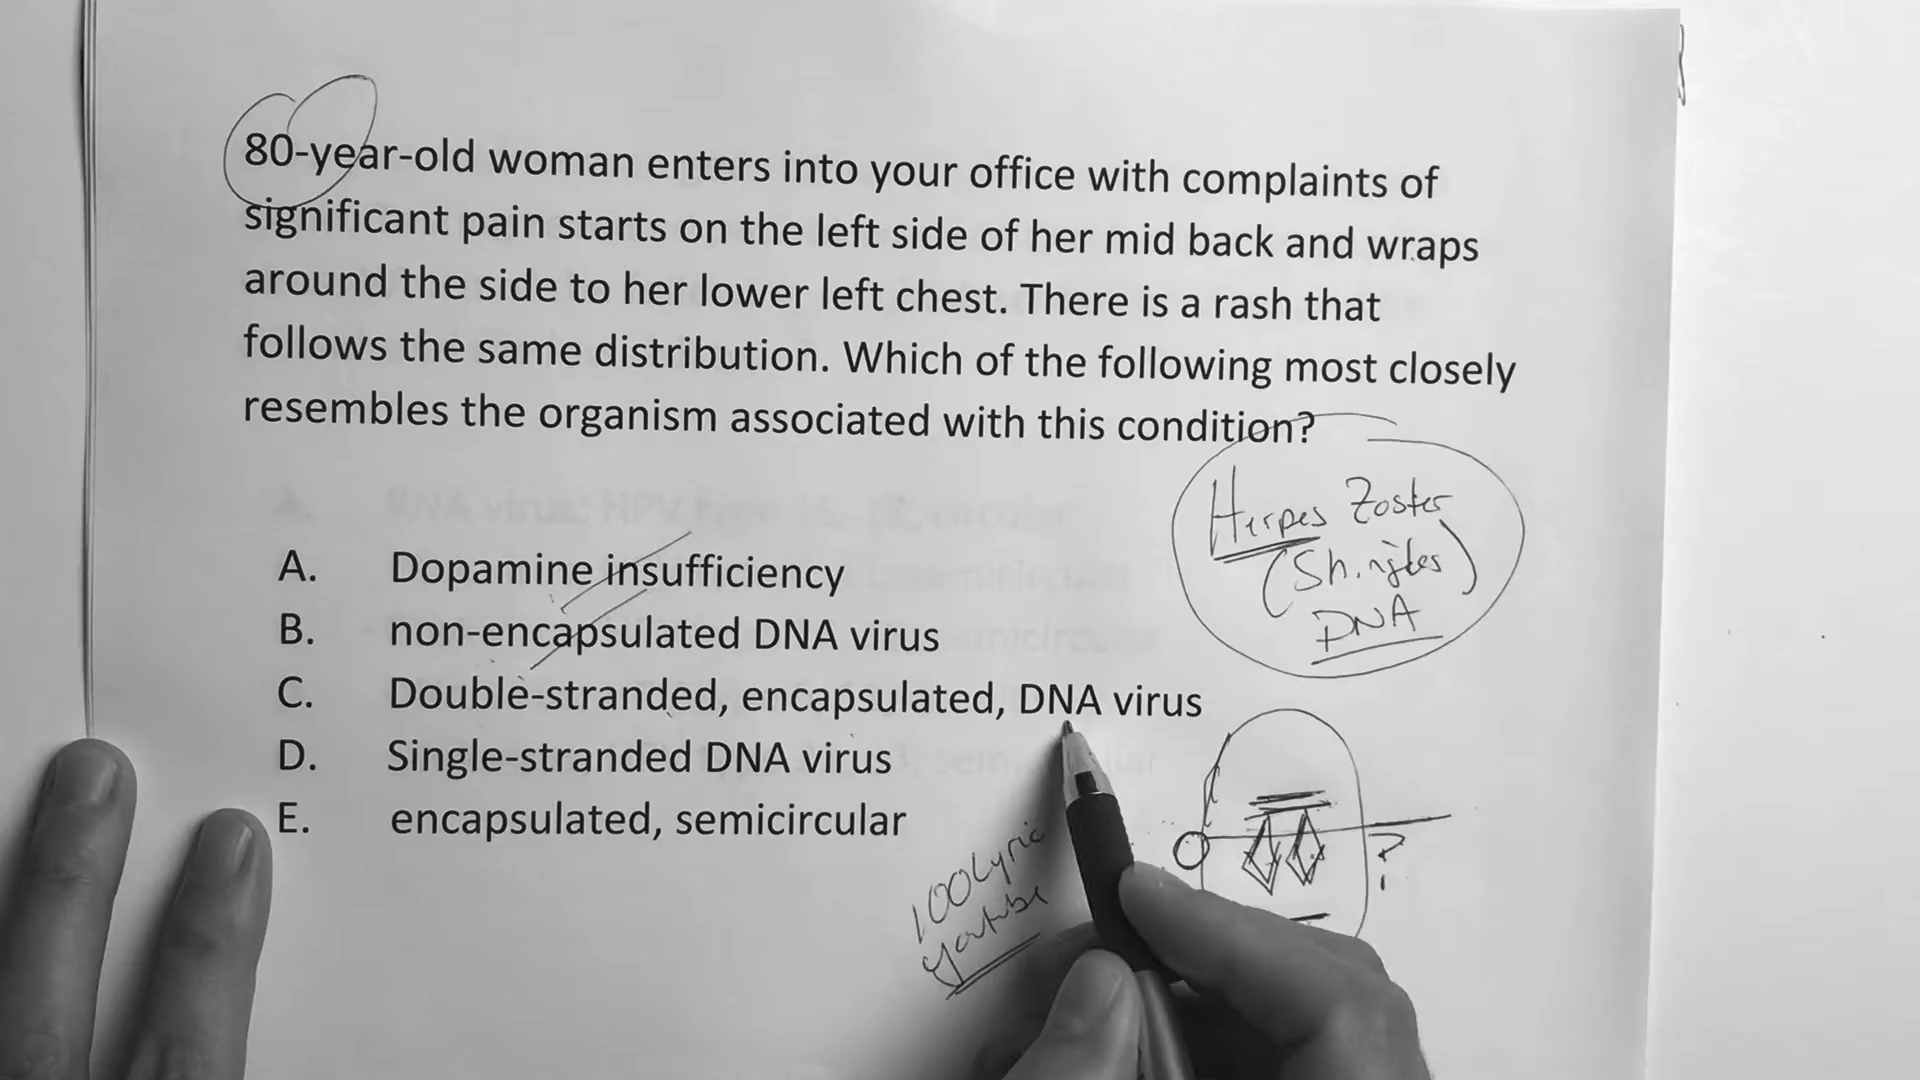 80-year-old woman enters into your office with complaints of
significant pain starts on the left side of her mid back and wraps
around the side to her lower left chest. There is a rash that
follows the same distribution. Which of the following most closely
resembles the organism associated with this condition?
Herpes Zoster
(Shingles)
DNA
A. Dopamine insufficiency
B. non-encapsulated DNA virus
C. Double-stranded, encapsulated, DNA virus
D. Single-stranded DNA virus
E. encapsulated, semicircular
?
100Lyric
Youtube